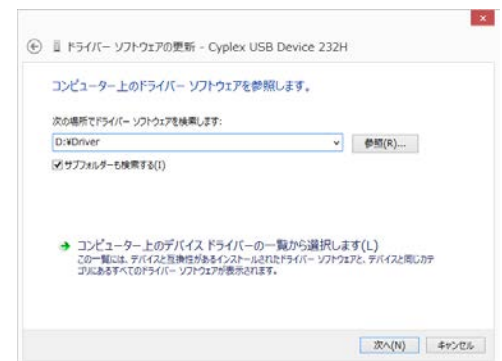 ドライバー ソフトウェアの更新 - Cyplex USB Device 232H
コンピューター上のドライバー ソフトウェアを参照します。
次の場所でドライバー ソフトウェアを検索します:
D:¥Driver
参照(R)...
サブフォルダーも検索する(I)
コンピューター上のデバイス ドライバーの一覧から選択します(L)
この一覧には、デバイスと互換性があるインストールされたドライバー ソフトウェアと、デバイスと同じカテ
ゴリにあるすべてのドライバー ソフトウェアが表示されます。
次へ(N)
キャンセル